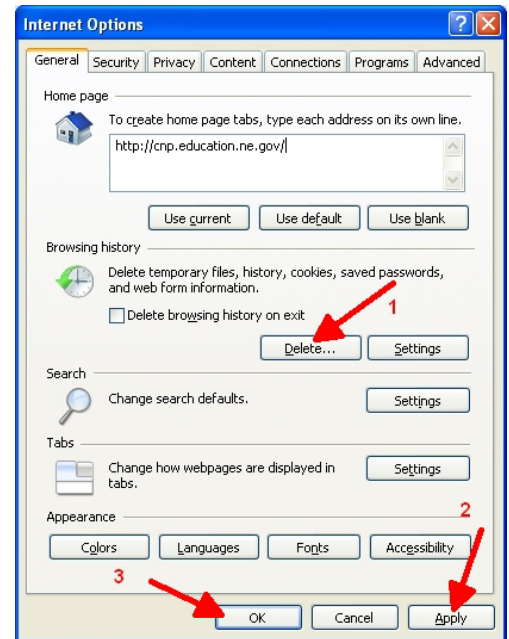 Internet Options
General Security Privacy Content Connections Programs Advanced
Home page
To create home page tabs, type each address on its own line.
http://cnp.education.ne.gov/
Use current Use default Use blank
Browsing history
Delete temporary files, history, cookies, saved passwords,
and web form information.
1
Delete browsing history on exit
Delete... Settings
Search
Change search defaults. Settings
Tabs
Change how webpages are displayed in
tabs.
Settings
Appearance
2
Colors Languages Fonts Accessibility
3
OK Cancel Apply